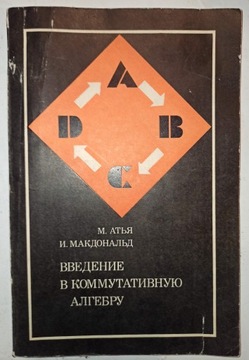 A
D B
C
М. АТЬЯ
И. МАКДОНАЛЬД
ВВЕДЕНИЕ
В КОММУТАТИВНУЮ
АЛГЕБРУ